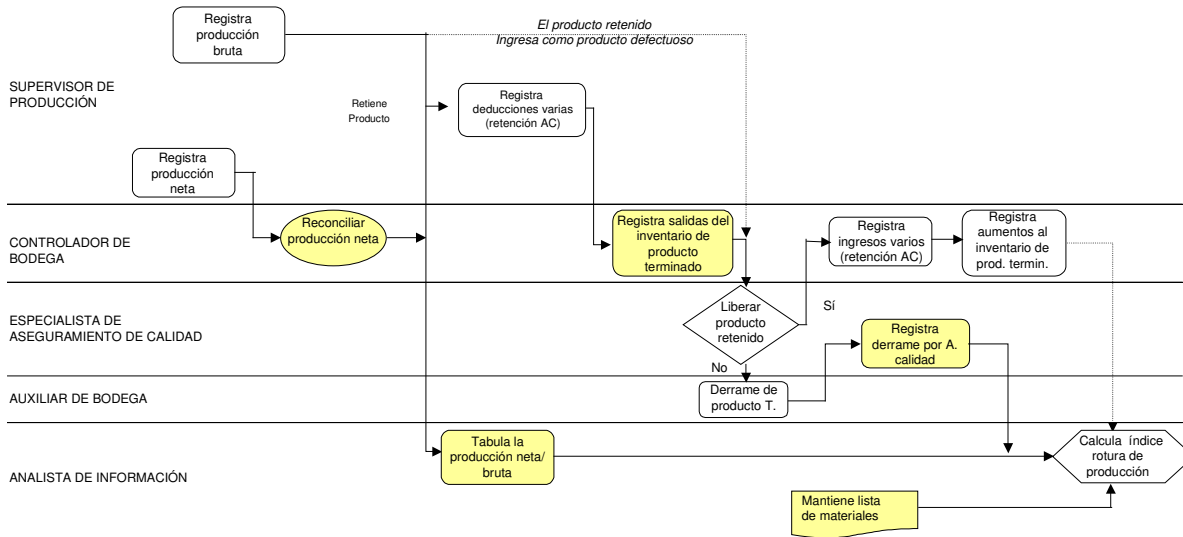 Registra
producción
bruta
El producto retenido
Ingresa como producto defectuoso
SUPERVISOR DE
PRODUCCIÓN
Retiene
Producto
Registra
deducciones varias
(retención AC)
Registra
producción
neta
CONTROLADOR DE
BODEGA
Reconciliar
producción neta
Registra salidas del
inventario de
producto
terminado
Registra
ingresos varios
(retención AC)
Registra
aumentos al
inventario de
prod. termin.
ESPECIALISTA DE
ASEGURAMIENTO DE CALIDAD
Liberar
producto
retenido
Sí
No
Registra
derrame por A.
calidad
AUXILIAR DE BODEGA
Derrame de
producto T.
ANALISTA DE INFORMACIÓN
Tabula la
producción neta/
bruta
Calcula índice
rotura de
producción
Mantiene lista
de materiales